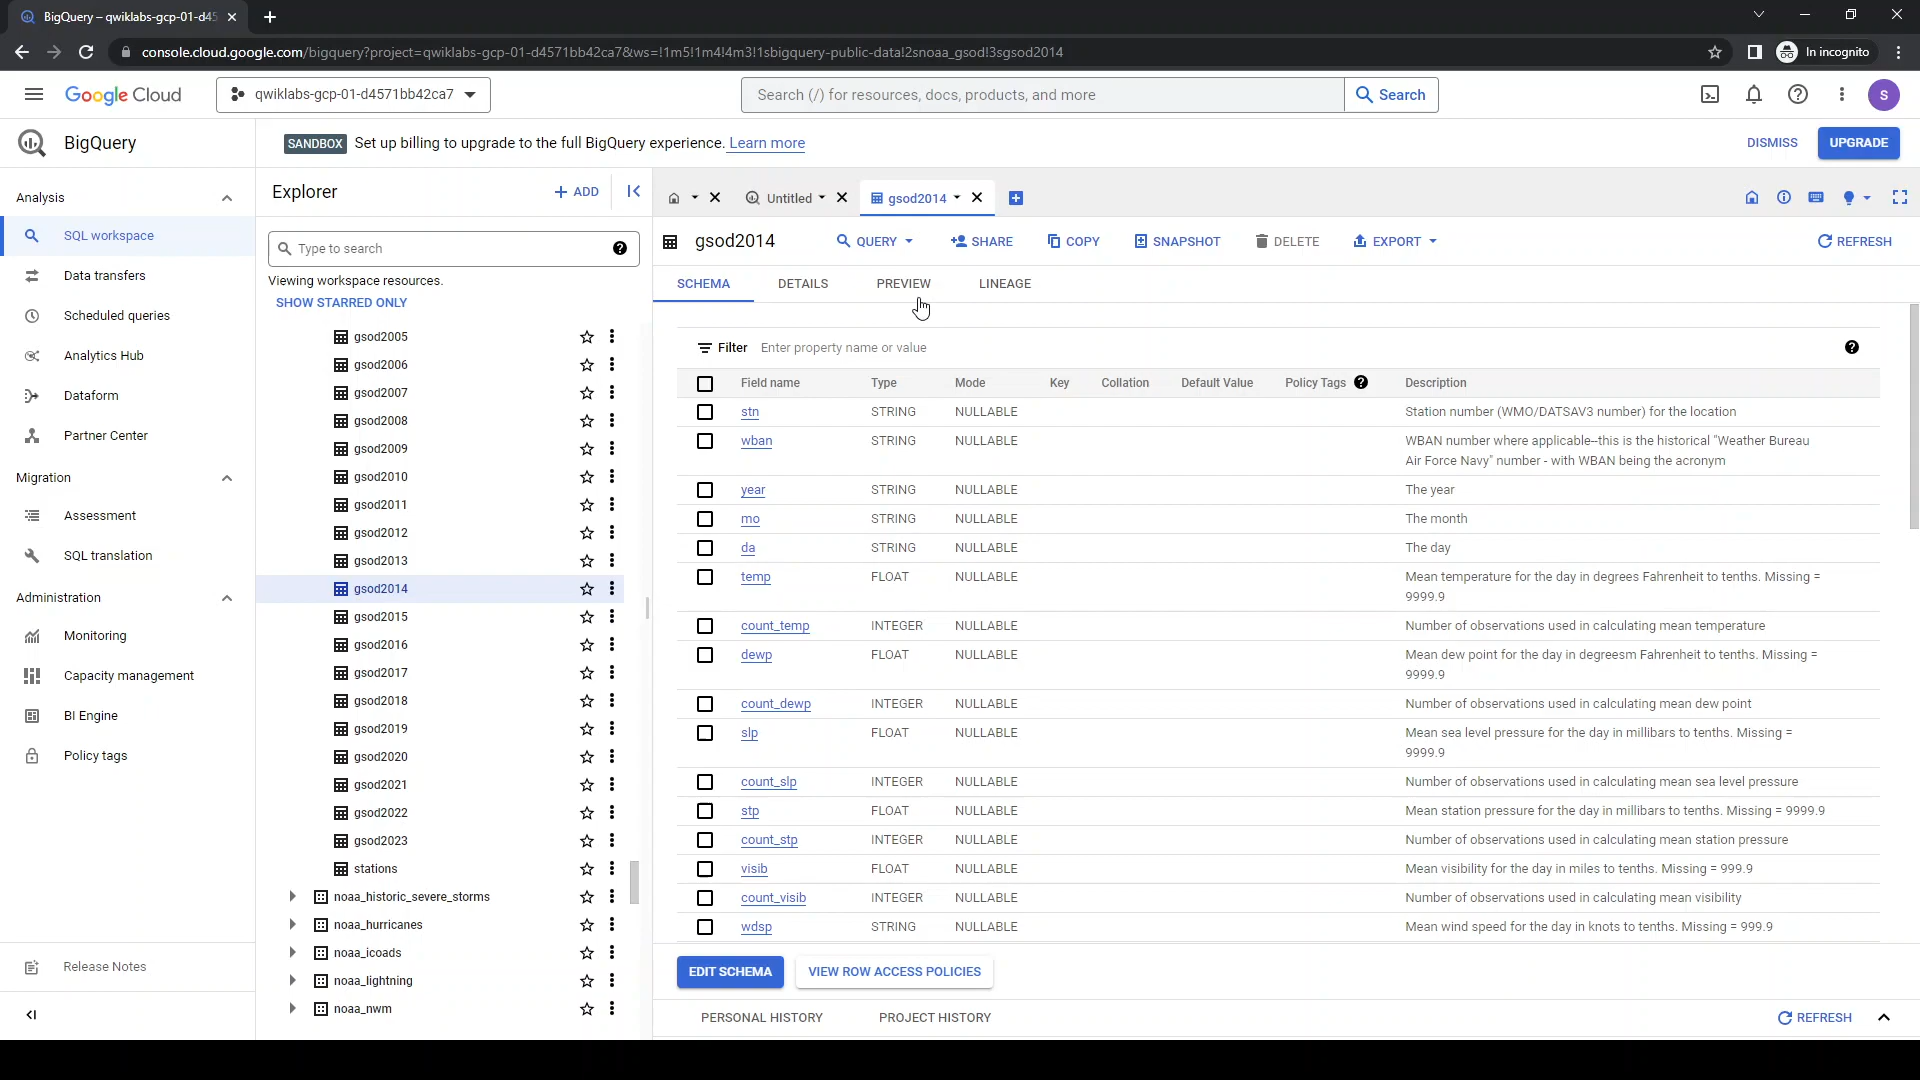 BigQuery – qwiklabs-gcp-01-d45
console.cloud.google.com/bigquery?project=qwiklabs-gcp-01-d4571bb42ca7&ws=!1m5!1m4!4m3!1sbigquery-public-data!2snoaa_gsod!3sgsod2014
In incognito
Google Cloud
qwiklabs-gcp-01-d4571bb42ca7
Search (/) for resources, docs, products, and more
Search
S
BigQuery
SANDBOX Set up billing to upgrade to the full BigQuery experience. Learn more
DISMISS
UPGRADE
Analysis
SQL workspace
Data transfers
Scheduled queries
Analytics Hub
Dataform
Partner Center
Migration
Assessment
SQL translation
Administration
Monitoring
Capacity management
BI Engine
Policy tags
Release Notes
Explorer
+ ADD
Type to search
Viewing workspace resources.
SHOW STARRED ONLY
gsod2005
gsod2006
gsod2007
gsod2008
gsod2009
gsod2010
gsod2011
gsod2012
gsod2013
gsod2014
gsod2015
gsod2016
gsod2017
gsod2018
gsod2019
gsod2020
gsod2021
gsod2022
gsod2023
stations
noaa_historic_severe_storms
noaa_hurricanes
noaa_icoads
noaa_lightning
noaa_nwm
Untitled
gsod2014
gsod2014
QUERY
SHARE
COPY
SNAPSHOT
DELETE
EXPORT
REFRESH
SCHEMA
DETAILS
PREVIEW
LINEAGE
Filter Enter property name or value
Field name Type Mode Key Collation Default Value Policy Tags Description
stn STRING NULLABLE Station number (WMO/DATSAV3 number) for the location
wban STRING NULLABLE WBAN number where applicable--this is the historical "Weather Bureau
Air Force Navy" number - with WBAN being the acronym
year STRING NULLABLE The year
mo STRING NULLABLE The month
da STRING NULLABLE The day
temp FLOAT NULLABLE Mean temperature for the day in degrees Fahrenheit to tenths. Missing =
9999.9
count_temp INTEGER NULLABLE Number of observations used in calculating mean temperature
dewp FLOAT NULLABLE Mean dew point for the day in degreesm Fahrenheit to tenths. Missing =
9999.9
count_dewp INTEGER NULLABLE Number of observations used in calculating mean dew point
slp FLOAT NULLABLE Mean sea level pressure for the day in millibars to tenths. Missing =
9999.9
count_slp INTEGER NULLABLE Number of observations used in calculating mean sea level pressure
stp FLOAT NULLABLE Mean station pressure for the day in millibars to tenths. Missing = 9999.9
count_stp INTEGER NULLABLE Number of observations used in calculating mean station pressure
visib FLOAT NULLABLE Mean visibility for the day in miles to tenths. Missing = 999.9
count_visib INTEGER NULLABLE Number of observations used in calculating mean visibility
wdsp STRING NULLABLE Mean wind speed for the day in knots to tenths. Missing = 999.9
EDIT SCHEMA
VIEW ROW ACCESS POLICIES
PERSONAL HISTORY
PROJECT HISTORY
REFRESH